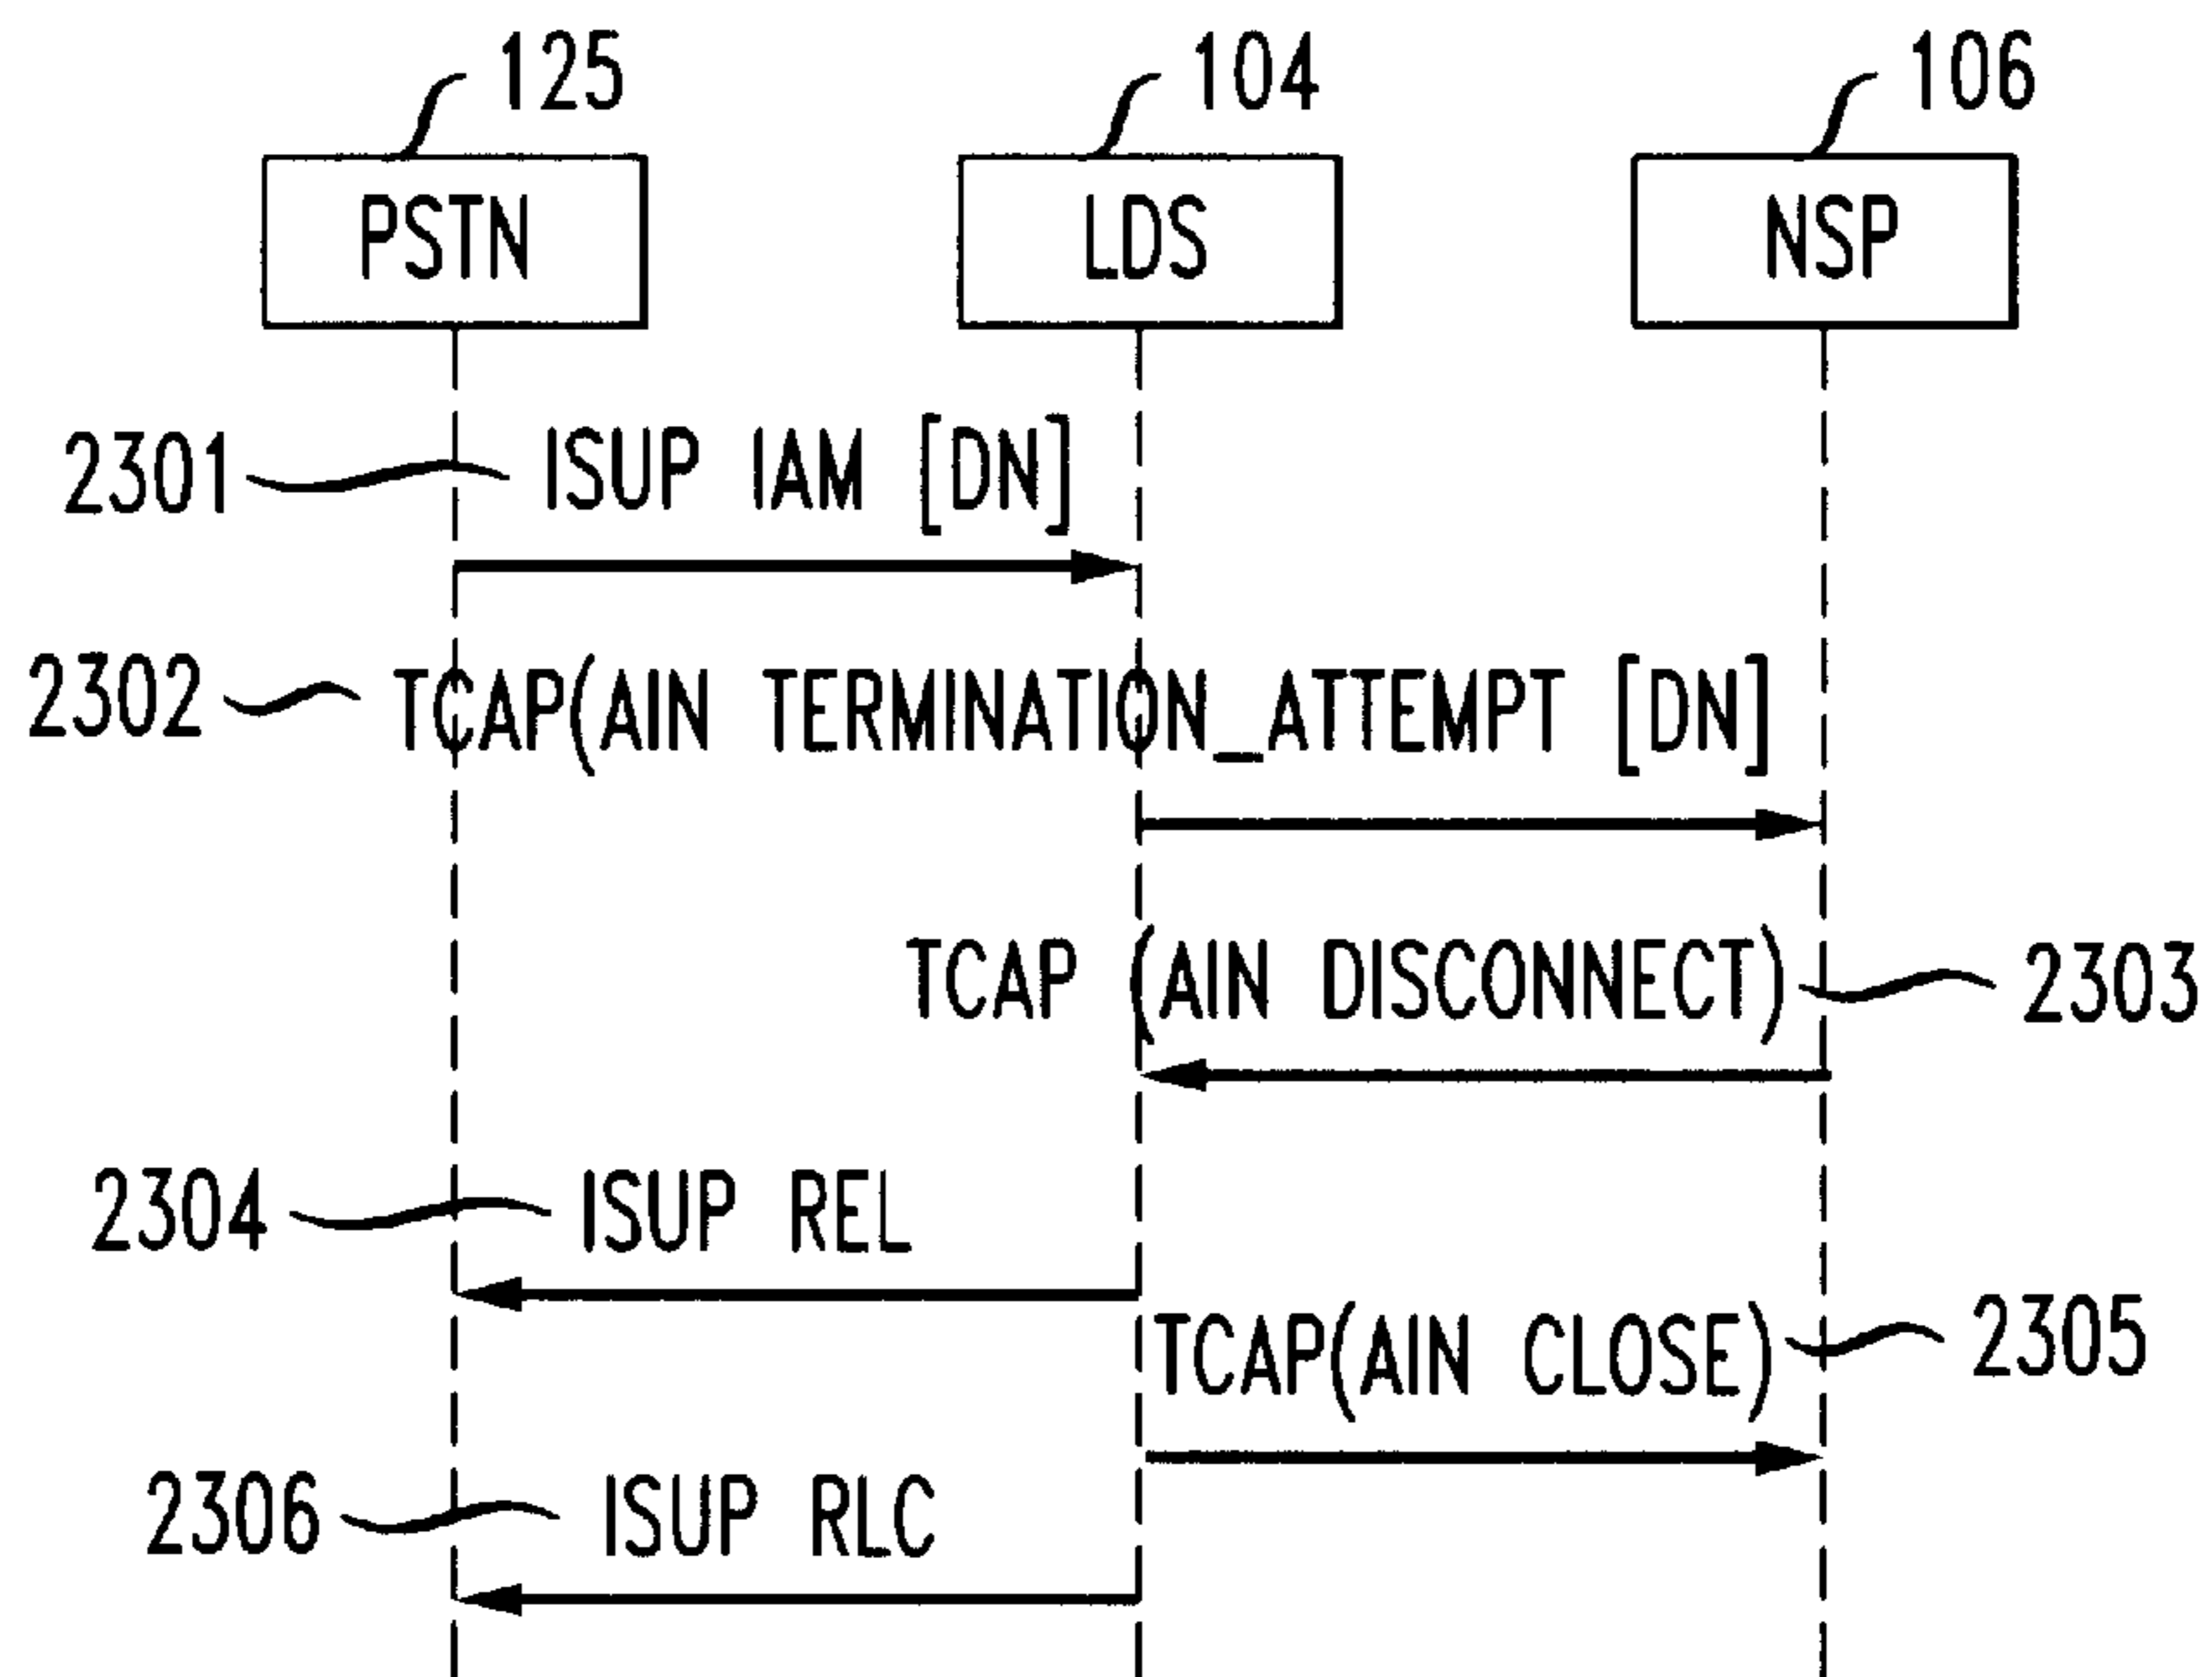 125 104 106
PSTN LDS NSP
2301 ISUP IAM [DN]
2302 TCAP(AIN TERMINATION_ATTEMPT [DN]
TCAP (AIN DISCONNECT) 2303
2304 ISUP REL
TCAP(AIN CLOSE) 2305
2306 ISUP RLC